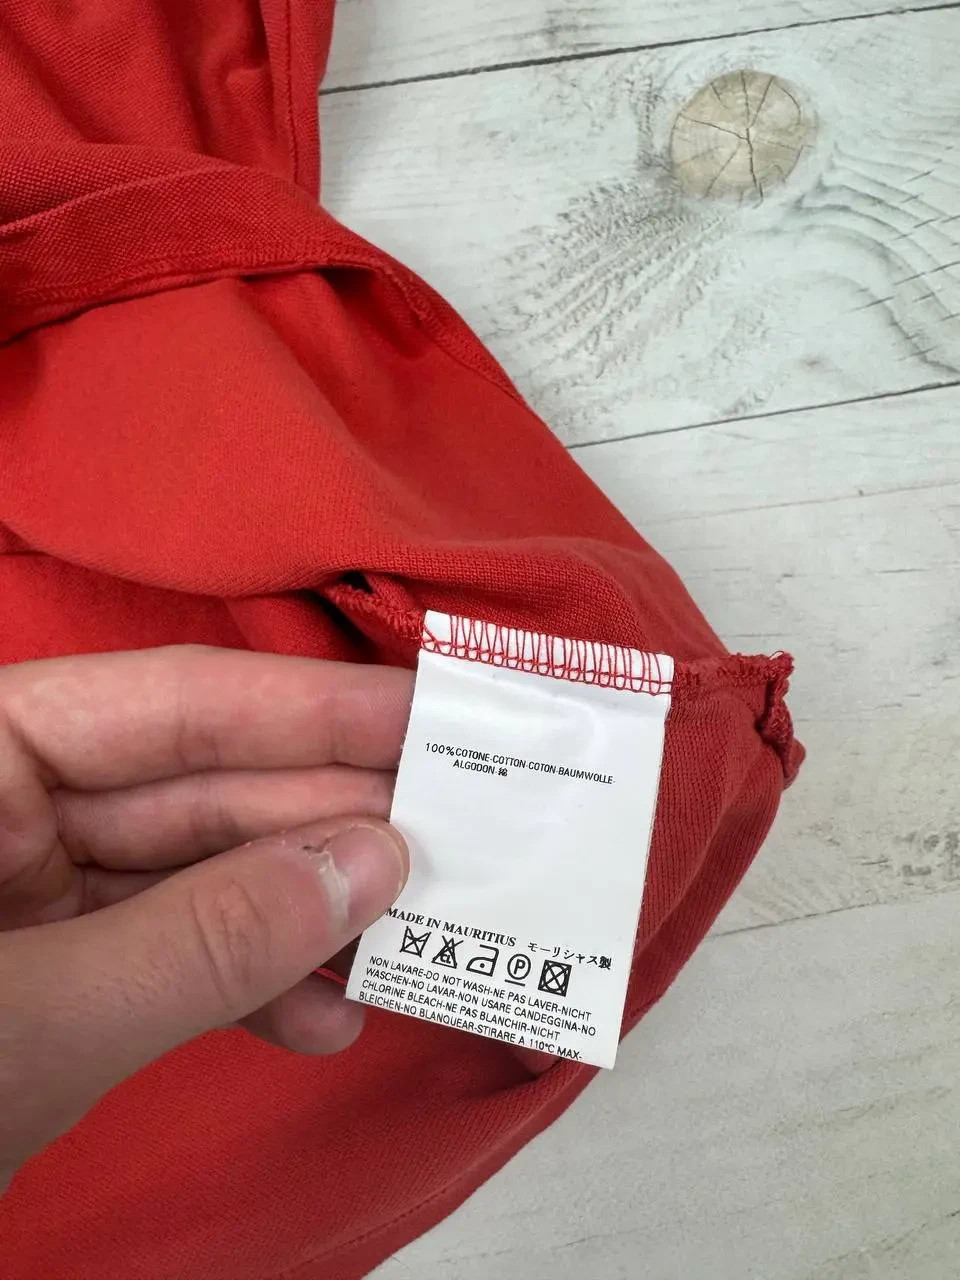 100%COTONE-COTTON-COTON-BAUMWOLLE-
ALGODON-綿
MADE IN MAURITIUS モーリシャス製
CL P
NON LAVARE-DO NOT WASH-NE PAS LAVER-NICHT
WASCHEN-NO LAVAR-NON USARE CANDEGGINA-NO
CHLORINE BLEACH-NE PAS BLANCHIR-NICHT
BLEICHEN-NO BLANQUEAR-STIRARE A 110°C MAX-